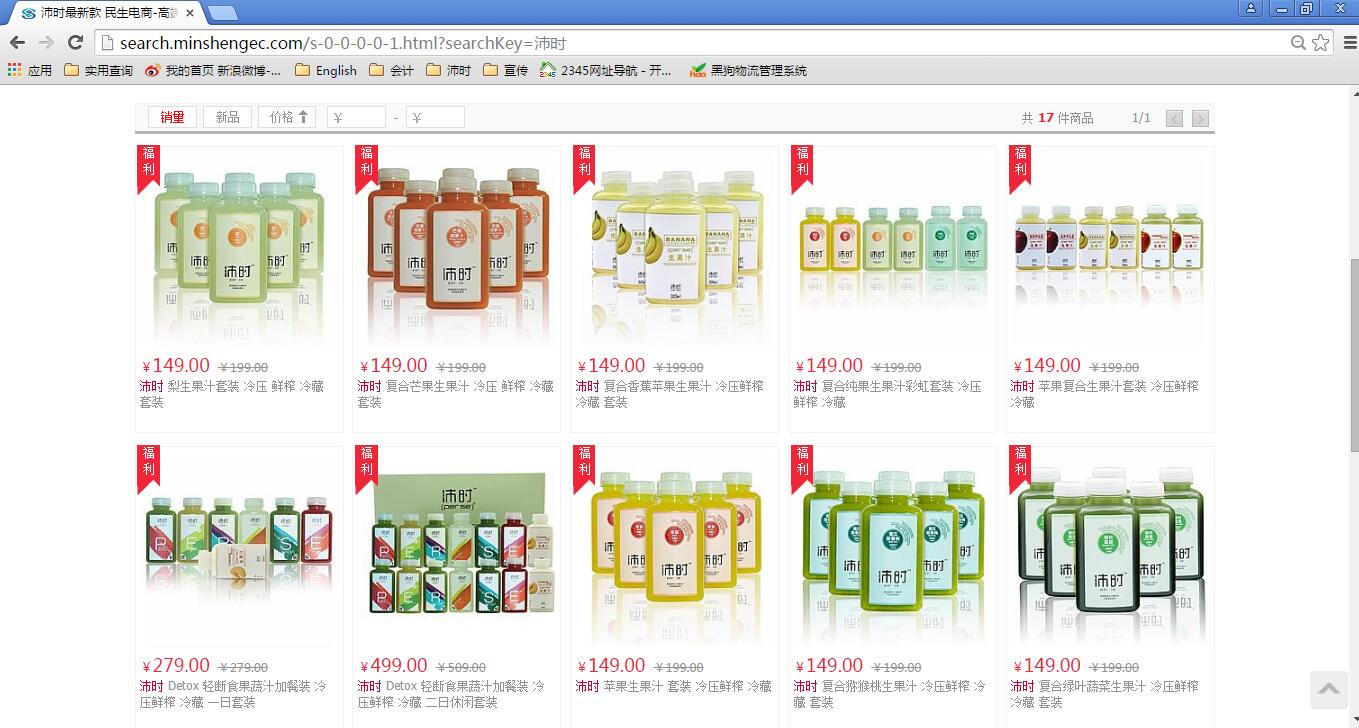 沛时最新款 民生电商-高端
search.minshengec.com/s-0-0-0-0-1.html?searchKey=沛时
应用 实用查询 我的首页 新浪微博-... English 会计 沛时 宣传 2345网址导航 - 开... 黑狗物流管理系统
销量 新品 价格 ¥ - ¥ 共 17 件商品 1/1
福利 福利 福利 福利 福利
沛时 沛时 BANANA 生果汁 300ml
¥149.00 ¥199.00 ¥149.00 ¥199.00 ¥149.00 ¥199.00 ¥149.00 ¥199.00 ¥149.00 ¥199.00
沛时 梨生果汁套装 冷压 鲜榨 冷藏 套装
沛时 复合芒果生果汁 冷压 鲜榨 冷藏 套装
沛时 复合香蕉苹果生果汁 冷压鲜榨 冷藏 套装
沛时 复合纯果生果汁彩虹套装 冷压 鲜榨 冷藏
沛时 苹果复合生果汁套装 冷压鲜榨 冷藏
福利 福利 福利 福利 福利
P E R S E
沛时 (per se)
沛时 沛时 沛时
¥279.00 ¥279.00 ¥499.00 ¥509.00 ¥149.00 ¥199.00 ¥149.00 ¥199.00 ¥149.00 ¥199.00
沛时 Detox 轻断食果蔬汁加餐装 冷压鲜榨 冷藏 一日套装
沛时 Detox 轻断食果蔬汁加餐装 冷压鲜榨 冷藏 二日休闲套装
沛时 苹果生果汁 套装 冷压鲜榨 冷藏
沛时 复合猕猴桃生果汁 冷压鲜榨 冷藏 套装
沛时 复合绿叶蔬菜生果汁 冷压鲜榨 冷藏 套装